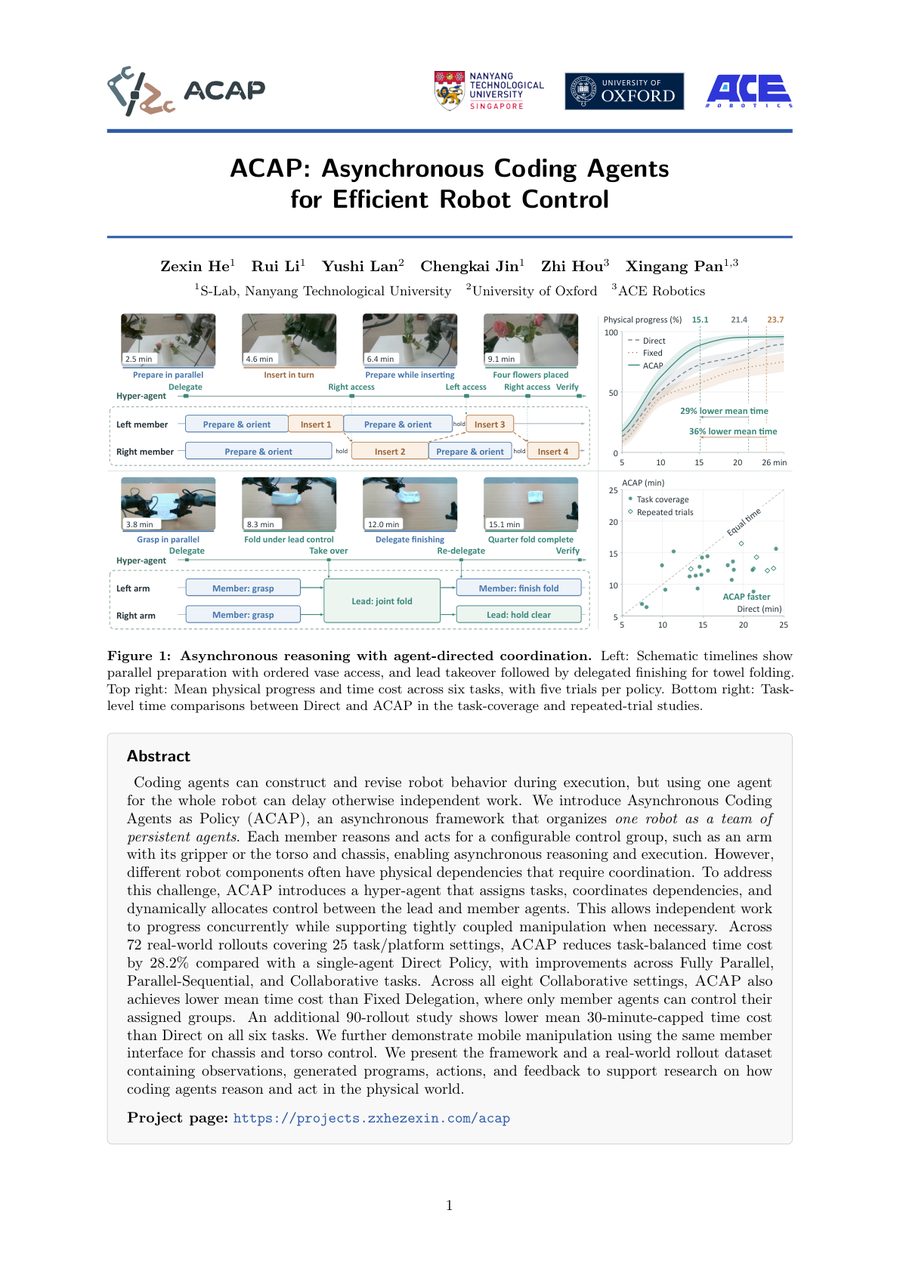 ACAP
NANYANG
TECHNOLOGICAL
UNIVERSITY
SINGAPORE
UNIVERSITY OF
OXFORD
ACE
ROBOTICS
ACAP: Asynchronous Coding Agents
for Efficient Robot Control
Zexin He1 Rui Li1 Yushi Lan2 Chengkai Jin1 Zhi Hou3 Xingang Pan1,3
1S-Lab, Nanyang Technological University 2University of Oxford 3ACE Robotics
2.5 min 4.6 min 6.4 min 9.1 min
Prepare in parallel Insert in turn Prepare while inserting Four flowers placed
Delegate Right access Left access Right access Verify
Hyper-agent
Left member Prepare & orient Insert 1 Prepare & orient hold Insert 3
Right member Prepare & orient hold Insert 2 Prepare & orient hold Insert 4
3.8 min 8.3 min 12.0 min 15.1 min
Grasp in parallel Fold under lead control Delegate finishing Quarter fold complete
Delegate Take over Re-delegate Verify
Hyper-agent
Left arm Member: grasp Lead: joint fold Member: finish fold
Right arm Member: grasp Lead: hold clear
Physical progress (%) 15.1 21.4 23.7
100
Direct
Fixed
ACAP
50
29% lower mean time
36% lower mean time
0
5 10 15 20 26 min
ACAP (min)
25
Task coverage
Repeated trials
20
Equal time
15
10
ACAP faster
Direct (min)
5
5 10 15 20 25
Figure 1: Asynchronous reasoning with agent-directed coordination. Left: Schematic timelines show
parallel preparation with ordered vase access, and lead takeover followed by delegated finishing for towel folding.
Top right: Mean physical progress and time cost across six tasks, with five trials per policy. Bottom right: Task-
level time comparisons between Direct and ACAP in the task-coverage and repeated-trial studies.
Abstract
Coding agents can construct and revise robot behavior during execution, but using one agent
for the whole robot can delay otherwise independent work. We introduce Asynchronous Coding
Agents as Policy (ACAP), an asynchronous framework that organizes one robot as a team of
persistent agents. Each member reasons and acts for a configurable control group, such as an arm
with its gripper or the torso and chassis, enabling asynchronous reasoning and execution. However,
different robot components often have physical dependencies that require coordination. To address
this challenge, ACAP introduces a hyper-agent that assigns tasks, coordinates dependencies, and
dynamically allocates control between the lead and member agents. This allows independent work
to progress concurrently while supporting tightly coupled manipulation when necessary. Across
72 real-world rollouts covering 25 task/platform settings, ACAP reduces task-balanced time cost
by 28.2% compared with a single-agent Direct Policy, with improvements across Fully Parallel,
Parallel-Sequential, and Collaborative tasks. Across all eight Collaborative settings, ACAP also
achieves lower mean time cost than Fixed Delegation, where only member agents can control their
assigned groups. An additional 90-rollout study shows lower mean 30-minute-capped time cost
than Direct on all six tasks. We further demonstrate mobile manipulation using the same member
interface for chassis and torso control. We present the framework and a real-world rollout dataset
containing observations, generated programs, actions, and feedback to support research on how
coding agents reason and act in the physical world.
Project page: https://projects.zxhezexin.com/acap
1